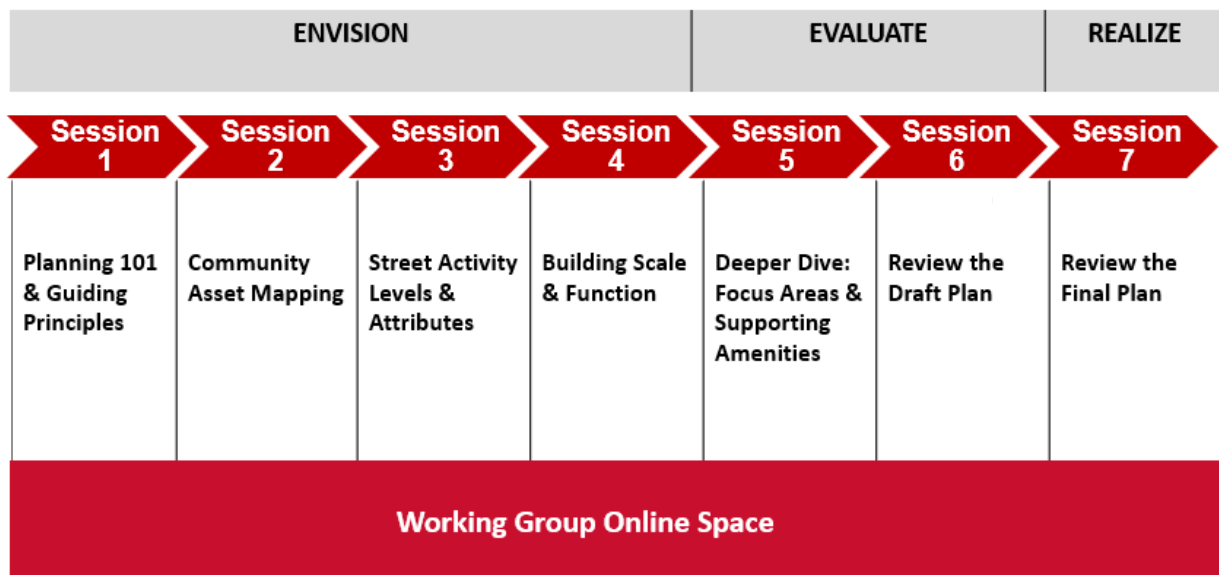 ENVISION
EVALUATE
REALIZE
Session
1
Session
2
Session
3
Session
4
Session
5
Session
6
Session
7
Planning 101
& Guiding
Principles
Community
Asset Mapping
Street Activity
Levels &
Attributes
Building Scale
& Function
Deeper Dive:
Focus Areas &
Supporting
Amenities
Review the
Draft Plan
Review the
Final Plan
Working Group Online Space